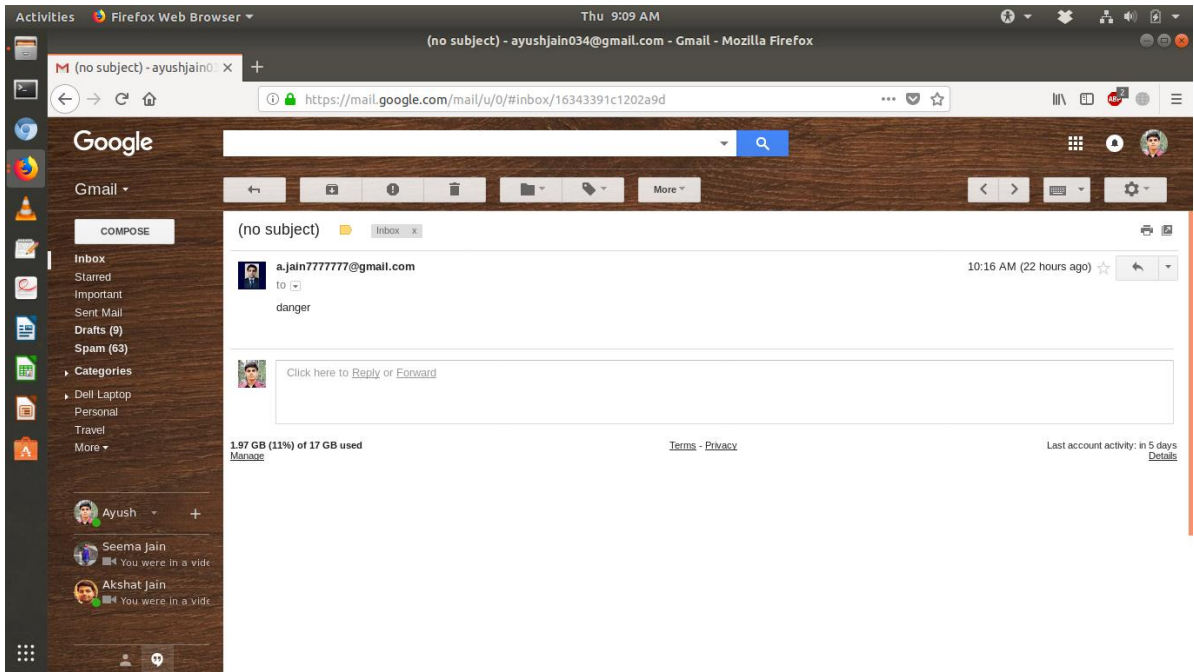 Activities Firefox Web Browser Thu 9:09 AM
(no subject) - ayushjain034@gmail.com - Gmail - Mozilla Firefox
(no subject) - ayushjain03
https://mail.google.com/mail/u/0/#inbox/16343391c1202a9d
ABP 2
Google
Gmail
More
COMPOSE
(no subject) Inbox x
Inbox
Starred
Important
Sent Mail
Drafts (9)
Spam (63)
Categories
Dell Laptop
Personal
Travel
More
a.jain7777777@gmail.com 10:16 AM (22 hours ago)
to
danger
Click here to Reply or Forward
1.97 GB (11%) of 17 GB used Terms - Privacy Last account activity: in 5 days
Manage Details
Ayush
Seema Jain
You were in a vide
Akshat Jain
You were in a vide